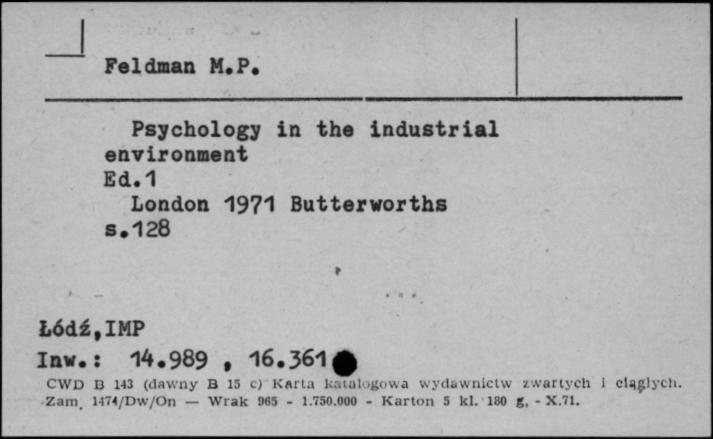 Feldman M.P.
Psychology in the industrial
environment
Ed.1
London 1971 Butterworths
s.128
Łódź,IMP
Inw.: 14.989 , 16.361
CWD B 143 (dawny B 15 c) Karta katalogowa wydawnictw zwartych i ciągłych.
Zam. 1474/Dw/On — Wrak 965 - 1.750.000 - Karton 5 kl. 180 g, - X.71.